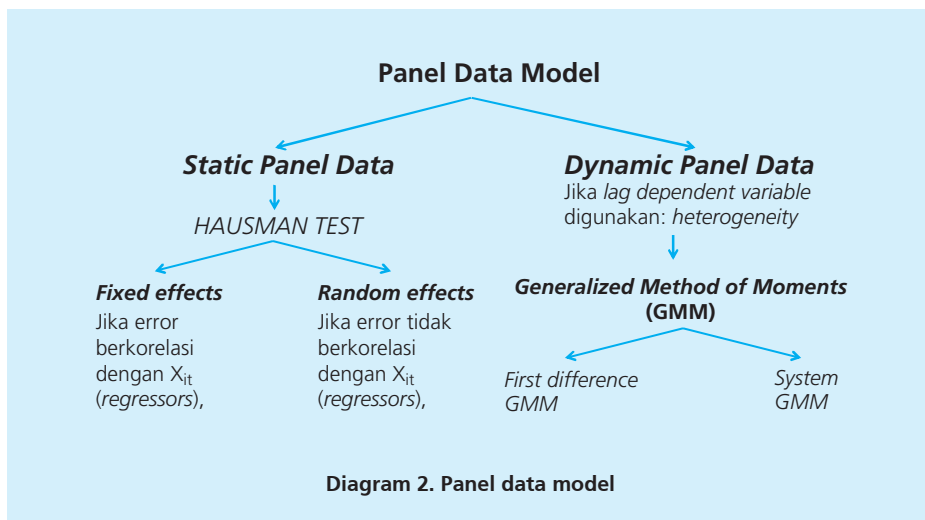 Panel Data Model
Static Panel Data
HAUSMAN TEST
Fixed effects
Jika error
berkorelasi
dengan X_it
(regressors),
Random effects
Jika error tidak
berkorelasi
dengan X_it
(regressors),
Dynamic Panel Data
Jika lag dependent variable
digunakan: heterogeneity
Generalized Method of Moments
(GMM)
First difference
GMM
System
GMM
Diagram 2. Panel data model